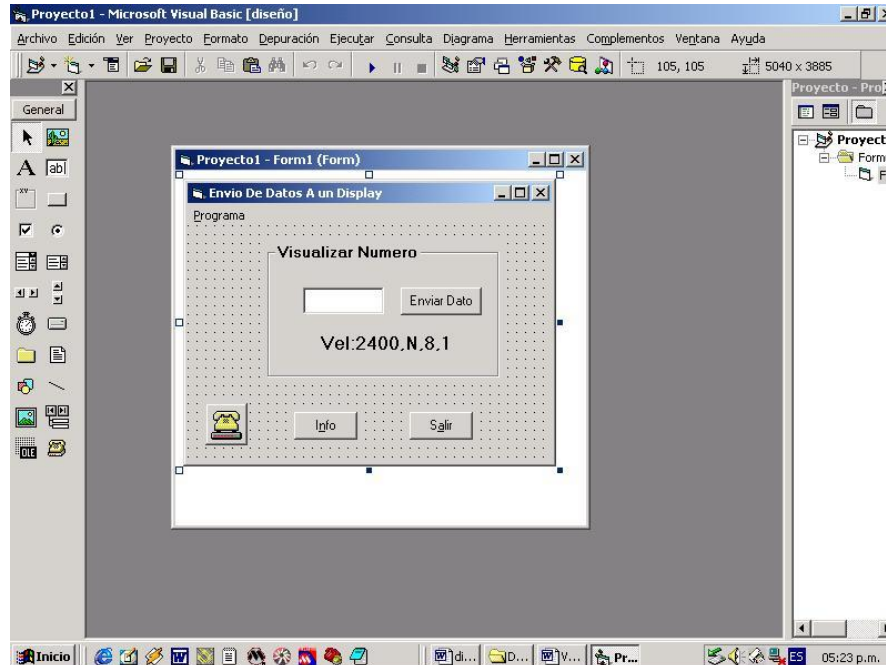 Proyecto1 - Microsoft Visual Basic [diseño]
Archivo Edición Ver Proyecto Formato Depuración Ejecutar Consulta Diagrama Herramientas Complementos Ventana Ayuda
105, 105 5040 x 3885
Proyecto - Pro
General
A ab|
Proyect
Form
F
Proyecto1 - Form1 (Form)
Envio De Datos A un Display
Programa
Visualizar Numero
Enviar Dato
Vel:2400,N,8,1
Info Salir
OLE
Inicio di... D... V... Pr... ES 05:23 p.m.